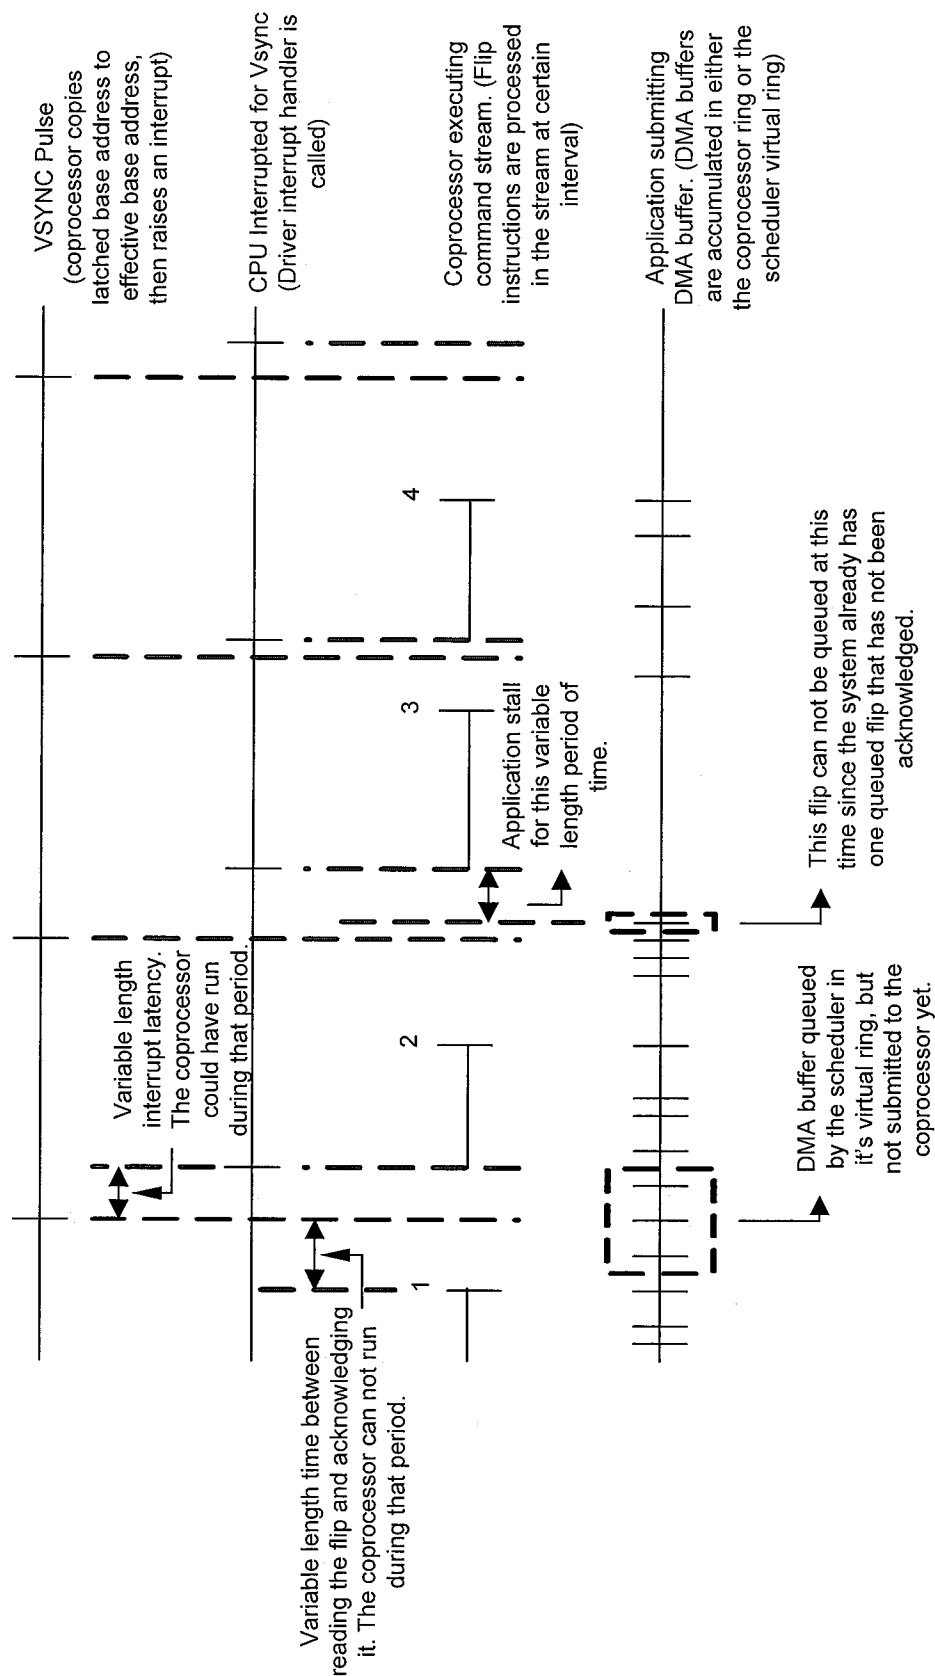 VSYNC Pulse
(coprocessor copies
latched base address to
effective base address,
then raises an interrupt)
CPU Interrupted for Vsync
(Driver interrupt handler is
called)
Coprocessor executing
command stream. (Flip
instructions are processed
in the stream at certain
interval)
Application submitting
DMA buffer. (DMA buffers
are accumulated in either
the coprocessor ring or the
scheduler virtual ring)
Variable length
interrupt latency.
The coprocessor
could have run
during that period.
Variable length time between
reading the flip and acknowledging
it. The coprocessor can not run
during that period.
1
2
3
4
Application stall
for this variable
length period of
time.
DMA buffer queued
by the scheduler in
it's virtual ring, but
not submitted to the
coprocessor yet.
This flip can not be queued at this
time since the system already has
one queued flip that has not been
acknowledged.